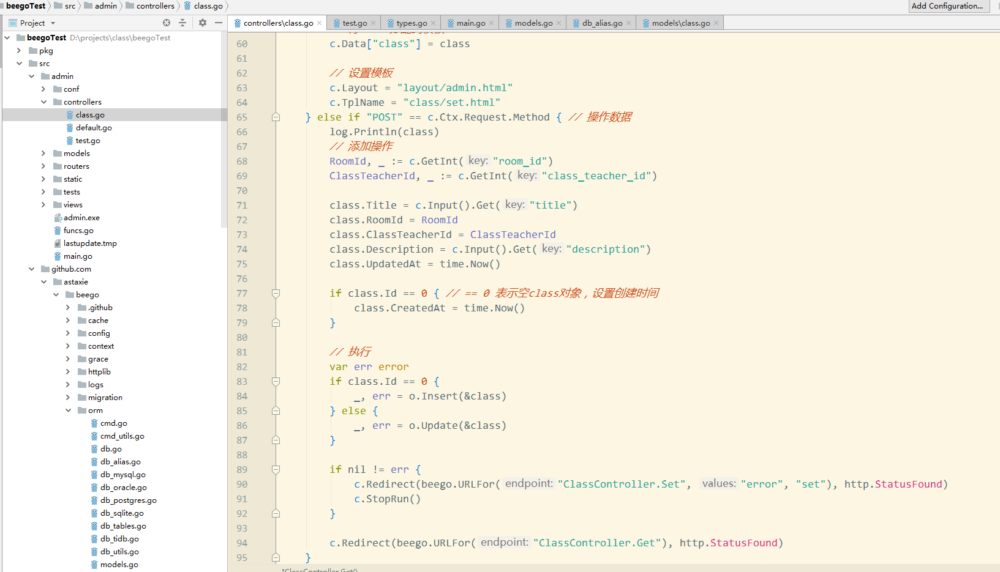 beegoTest src admin controllers class.go
Add Configuration...
Project
controllers\class.go test.go types.go main.go models.go db_alias.go models\class.go
beegoTest D:\projects\class\beegoTest
pkg
src
admin
conf
controllers
class.go
default.go
test.go
models
routers
static
tests
views
admin.exe
funcs.go
lastupdate.tmp
main.go
github.com
astaxie
beego
.github
cache
config
context
grace
httplib
logs
migration
orm
cmd.go
cmd_utils.go
db.go
db_alias.go
db_mysql.go
db_oracle.go
db_postgres.go
db_sqlite.go
db_tables.go
db_tidb.go
db_utils.go
models.go
60 c.Data["class"] = class
61
62 // 设置模板
63 c.Layout = "layout/admin.html"
64 c.TplName = "class/set.html"
65 } else if "POST" == c.Ctx.Request.Method { // 操作数据
66 log.Println(class)
67 // 添加操作
68 RoomId, _ := c.GetInt( key: "room_id")
69 ClassTeacherId, _ := c.GetInt( key: "class_teacher_id")
70
71 class.Title = c.Input().Get( key: "title")
72 class.RoomId = RoomId
73 class.ClassTeacherId = ClassTeacherId
74 class.Description = c.Input().Get( key: "description")
75 class.UpdatedAt = time.Now()
76
77 if class.Id == 0 { // == 0 表示空class对象，设置创建时间
78 class.CreatedAt = time.Now()
79 }
80
81 // 执行
82 var err error
83 if class.Id == 0 {
84 _, err = o.Insert(&class)
85 } else {
86 _, err = o.Update(&class)
87 }
88
89 if nil != err {
90 c.Redirect(beego.URLFor( endpoint: "ClassController.Set", values: "error", "set"), http.StatusFound)
91 c.StopRun()
92 }
93
94 c.Redirect(beego.URLFor( endpoint: "ClassController.Get"), http.StatusFound)
95 }
*ClassController.Get()